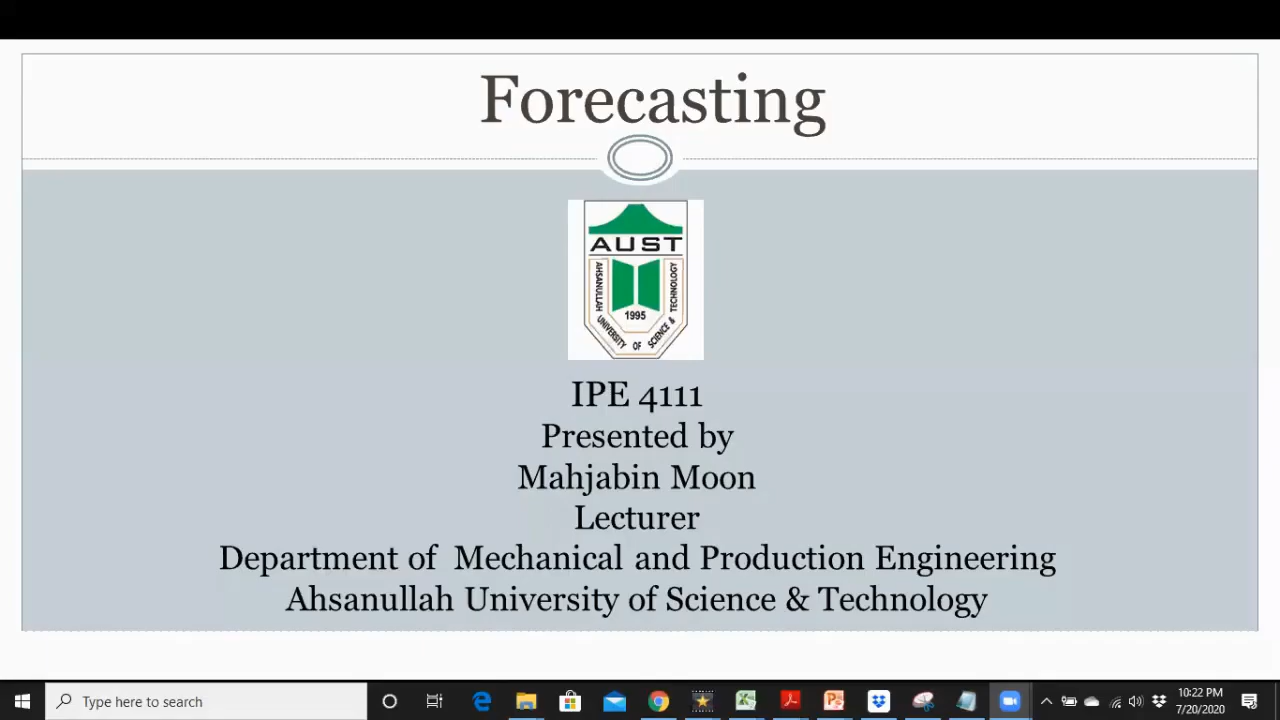 Forecasting
AUST
AHSANULLAH UNIVERSITY OF SCIENCE & TECHNOLOGY
1995
IPE 4111
Presented by
Mahjabin Moon
Lecturer
Department of Mechanical and Production Engineering
Ahsanullah University of Science & Technology
Type here to search
10:22 PM
7/20/2020